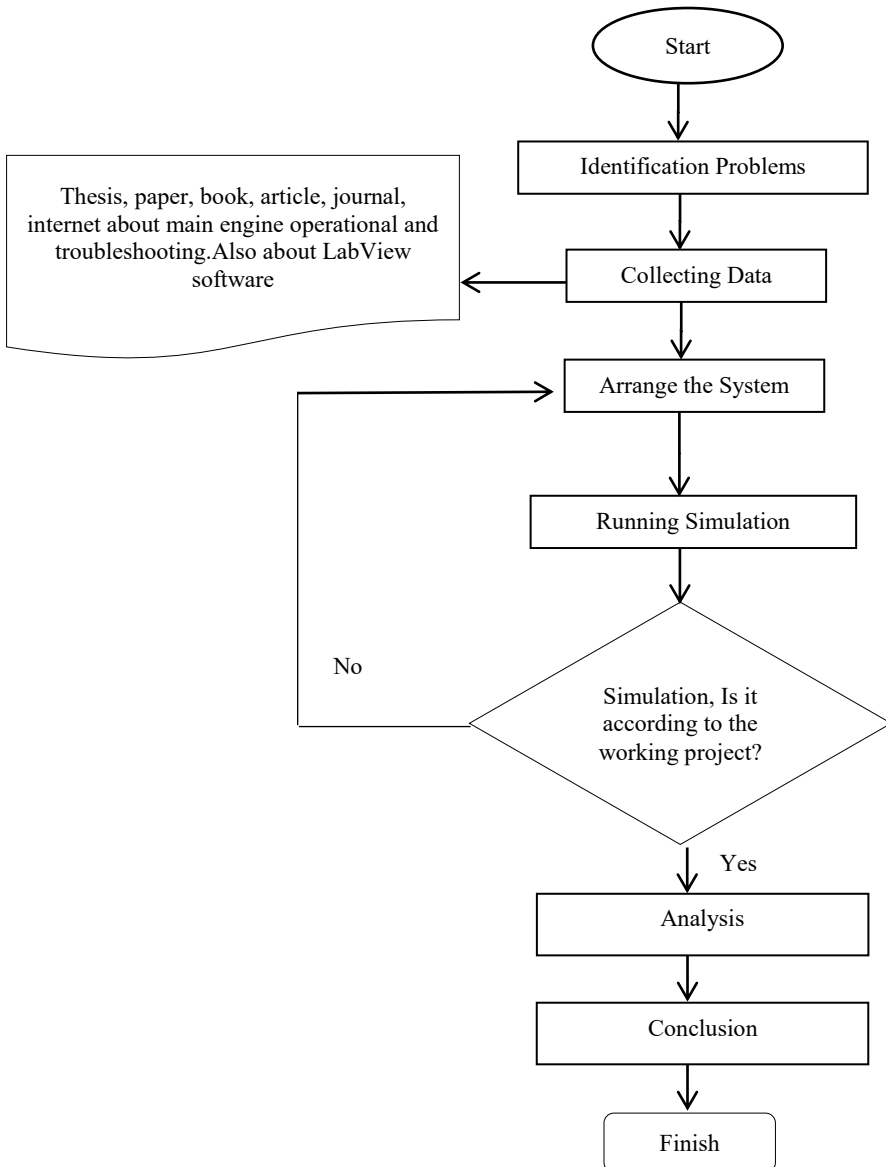 Start
Identification Problems
Thesis, paper, book, article, journal,
internet about main engine operational and
troubleshooting.Also about LabView
software
Collecting Data
Arrange the System
Running Simulation
No
Simulation, Is it
according to the
working project?
Yes
Analysis
Conclusion
Finish